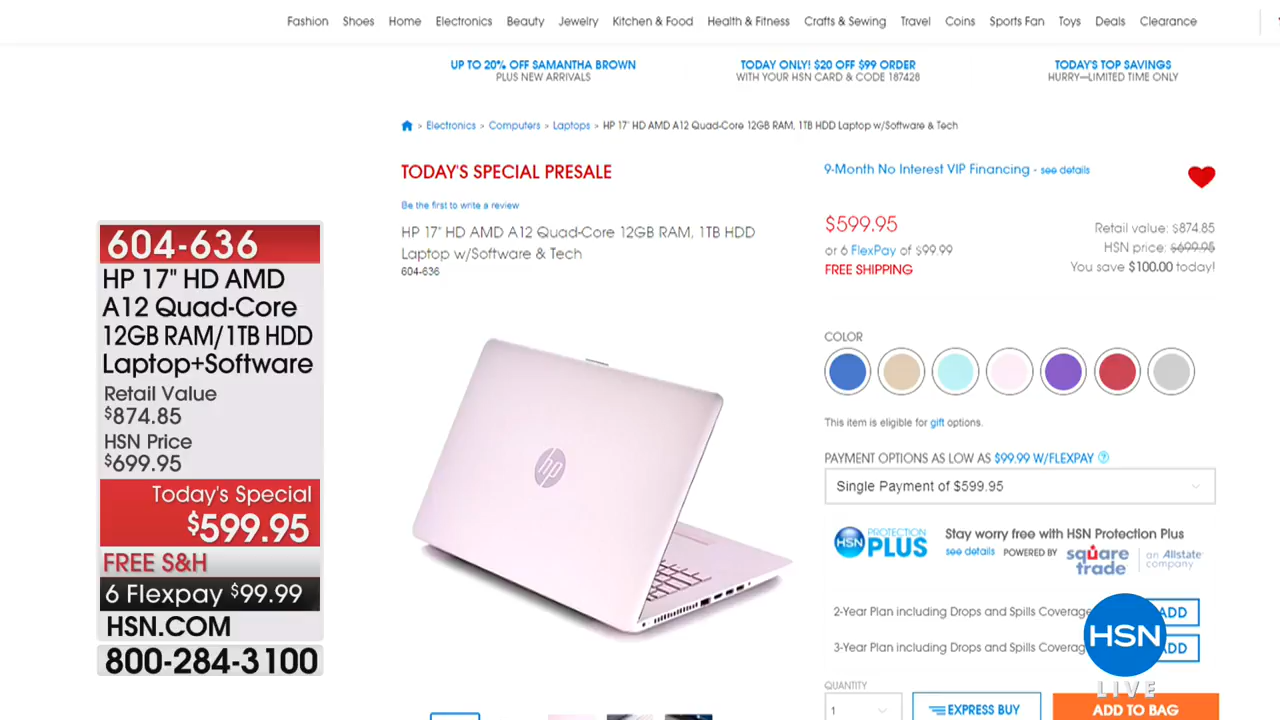 Fashion Shoes Home Electronics Beauty Jewelry Kitchen & Food Health & Fitness Crafts & Sewing Travel Coins Sports Fan Toys Deals Clearance
UP TO 20% OFF SAMANTHA BROWN
PLUS NEW ARRIVALS
TODAY ONLY! $20 OFF $99 ORDER
WITH YOUR HSN CARD & CODE 187428
TODAY'S TOP SAVINGS
HURRY—LIMITED TIME ONLY
> Electronics > Computers > Laptops > HP 17" HD AMD A12 Quad-Core 12GB RAM, 1TB HDD Laptop w/Software & Tech
TODAY'S SPECIAL PRESALE
Be the first to write a review
HP 17" HD AMD A12 Quad-Core 12GB RAM, 1TB HDD
Laptop w/Software & Tech
604-636
hp
9-Month No Interest VIP Financing - see details
$599.95
or 6 FlexPay of $99.99
FREE SHIPPING
Retail value: $874.85
HSN price: $699.95
You save $100.00 today!
COLOR
This item is eligible for gift options.
PAYMENT OPTIONS AS LOW AS $99.99 W/FLEXPAY ?
Single Payment of $599.95
HSN PROTECTION PLUS
Stay worry free with HSN Protection Plus
see details POWERED BY square trade an Allstate company
2-Year Plan including Drops and Spills Coverage
ADD
3-Year Plan including Drops and Spills Coverage
ADD
QUANTITY
1
EXPRESS BUY
ADD TO BAG
604-636
HP 17" HD AMD
A12 Quad-Core
12GB RAM/1TB HDD
Laptop+Software
Retail Value
$874.85
HSN Price
$699.95
Today's Special
$599.95
FREE S&H
6 Flexpay $99.99
HSN.COM
800-284-3100
HSN
LIVE